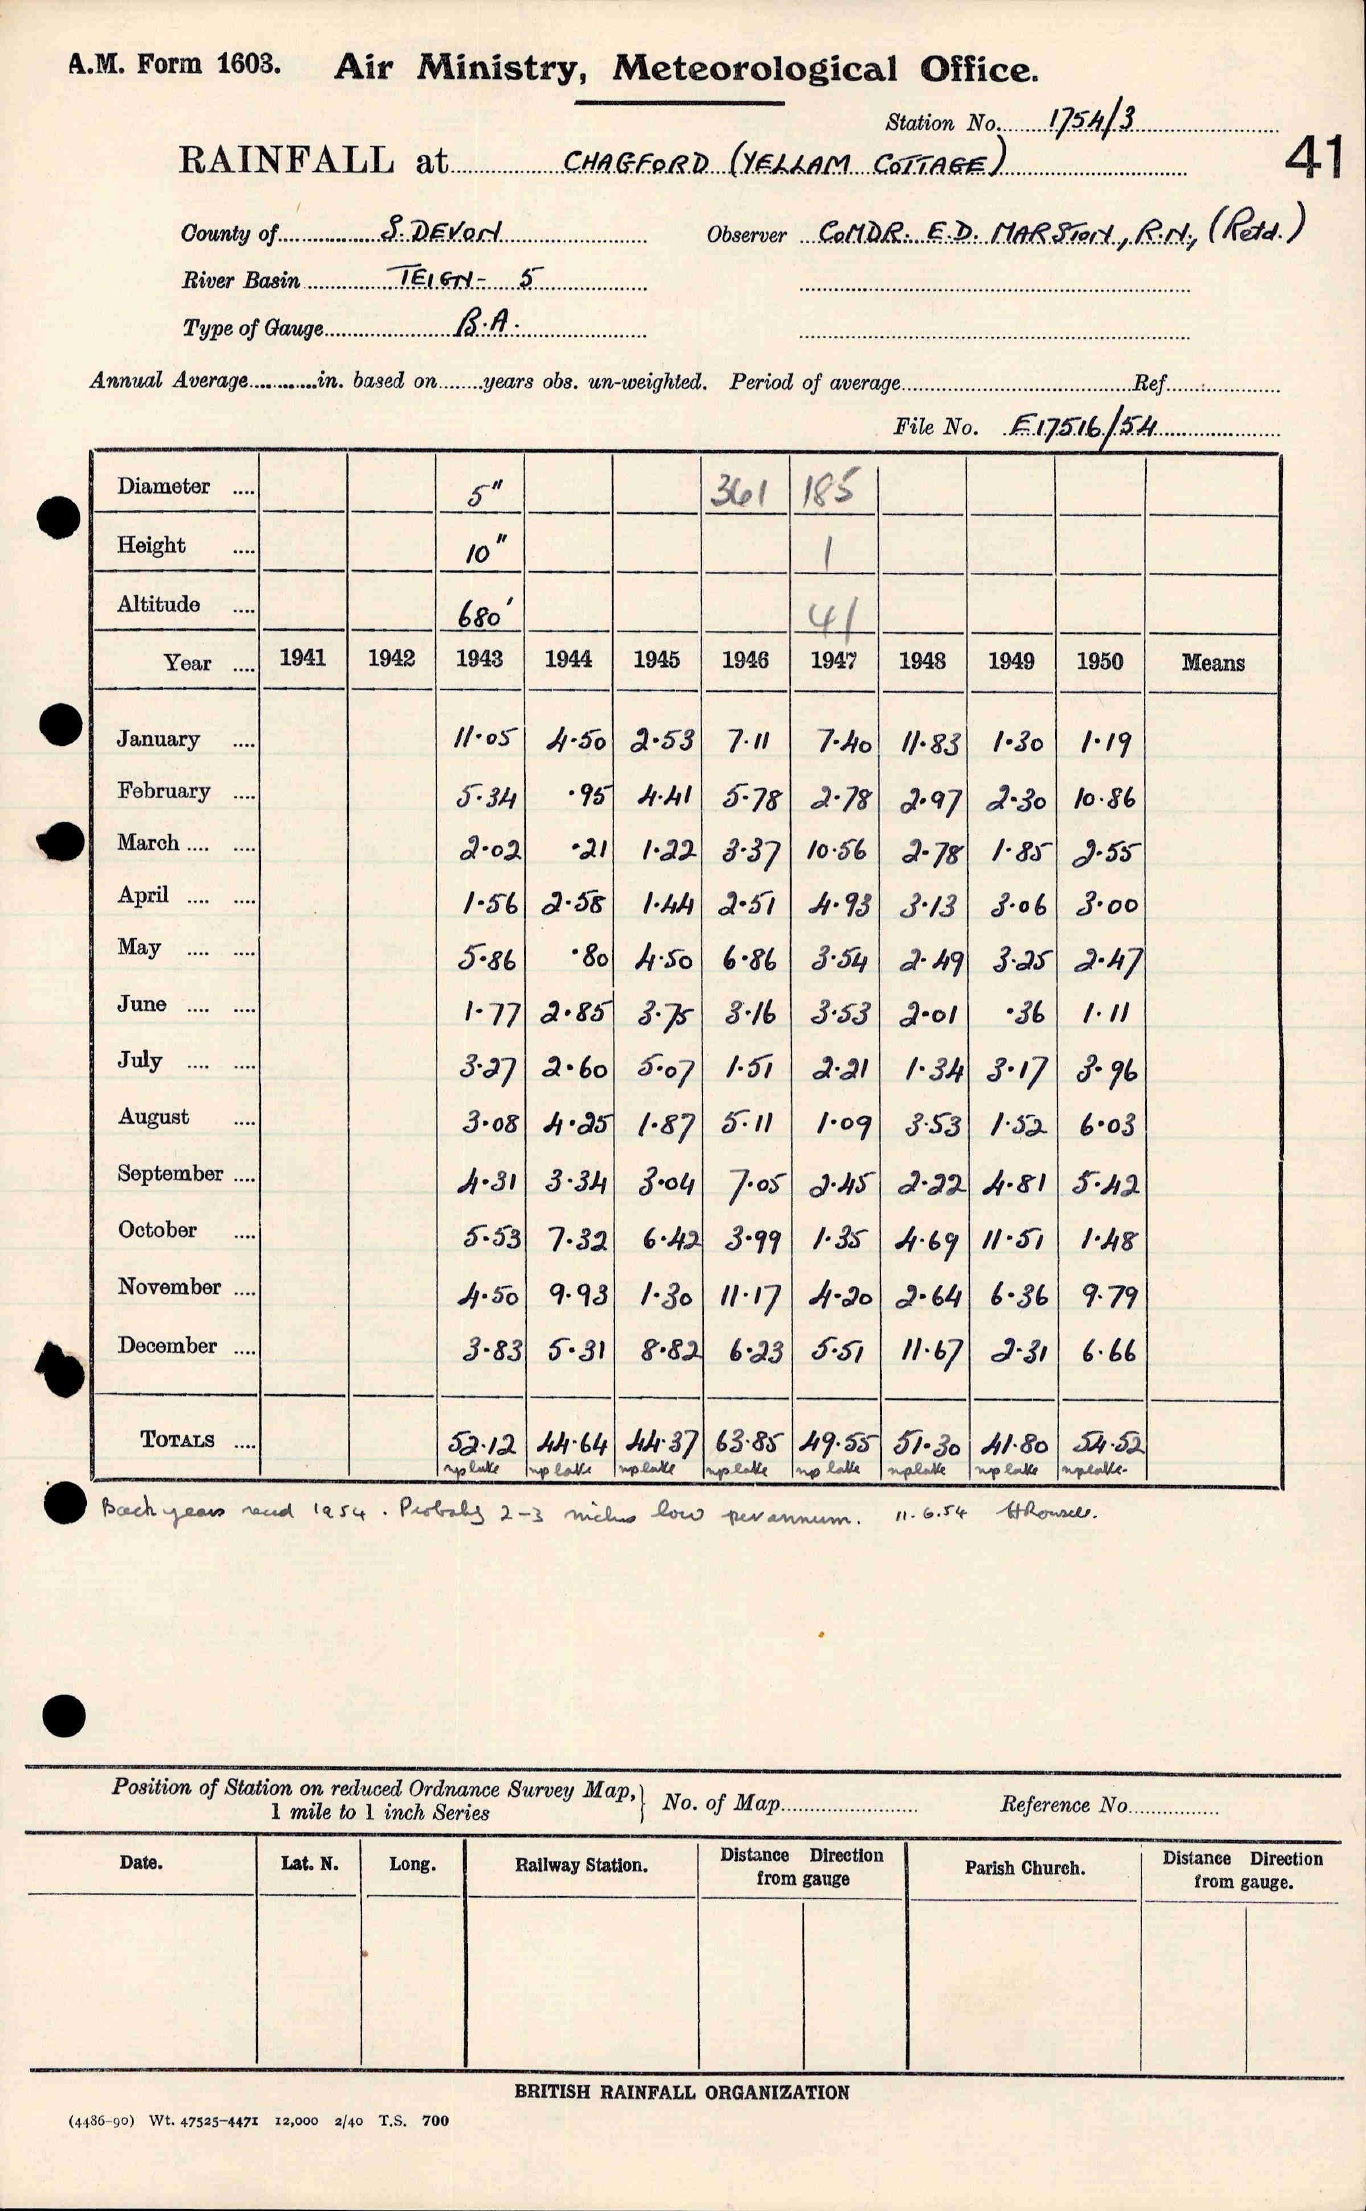 A.M. Form 1603. Air Ministry, Meteorological Office.
Station No. 1754/3
RAINFALL at CHAGFORD (YELLAM COTTAGE) 41
County of S. DEVON Observer COMDR. E.D. MARSTON, R.N., (Retd.)
River Basin TEIGN - 5
Type of Gauge B.A.
Annual Average............in. based on........years obs. un-weighted. Period of average............Ref............
File No. E17516/54
Diameter .... 5" 361 185
Height .... 10" 1
Altitude .... 680' 41
Year .... 1941 1942 1943 1944 1945 1946 1947 1948 1949 1950 Means
January .... 11.05 4.50 2.53 7.11 7.40 11.83 1.30 1.19
February .... 5.34 .95 4.41 5.78 2.78 2.97 2.30 10.86
March .... .... 2.02 .21 1.22 3.37 10.56 2.78 1.85 2.55
April .... .... 1.56 2.58 1.44 2.51 4.93 3.13 3.06 3.00
May .... .... 5.86 .80 4.50 6.86 3.54 2.49 3.25 2.47
June .... .... 1.77 2.85 3.75 3.16 3.53 2.01 .36 1.11
July .... .... 3.27 2.60 5.07 1.51 2.21 1.34 3.17 3.96
August .... 3.08 4.25 1.87 5.11 1.09 3.53 1.52 6.03
September .... 4.31 3.34 3.04 7.05 2.45 2.22 4.81 5.42
October .... 5.53 7.32 6.42 3.99 1.35 4.69 11.51 1.48
November .... 4.50 9.93 1.30 11.17 4.20 2.64 6.36 9.79
December .... 3.83 5.31 8.82 6.23 5.51 11.67 2.31 6.66
TOTALS .... 52.12 44.64 44.37 63.85 49.55 51.30 41.80 54.52
Back years recd 1954. Probably 2-3 inches low per annum. 11.6.54
Position of Station on reduced Ordnance Survey Map,
1 mile to 1 inch Series
No. of Map............ Reference No............
Date. Lat. N. Long. Railway Station. Distance Direction from gauge Parish Church. Distance Direction from gauge.
BRITISH RAINFALL ORGANIZATION
(4486-90) Wt. 47525-4471 12,000 2/40 T.S. 700